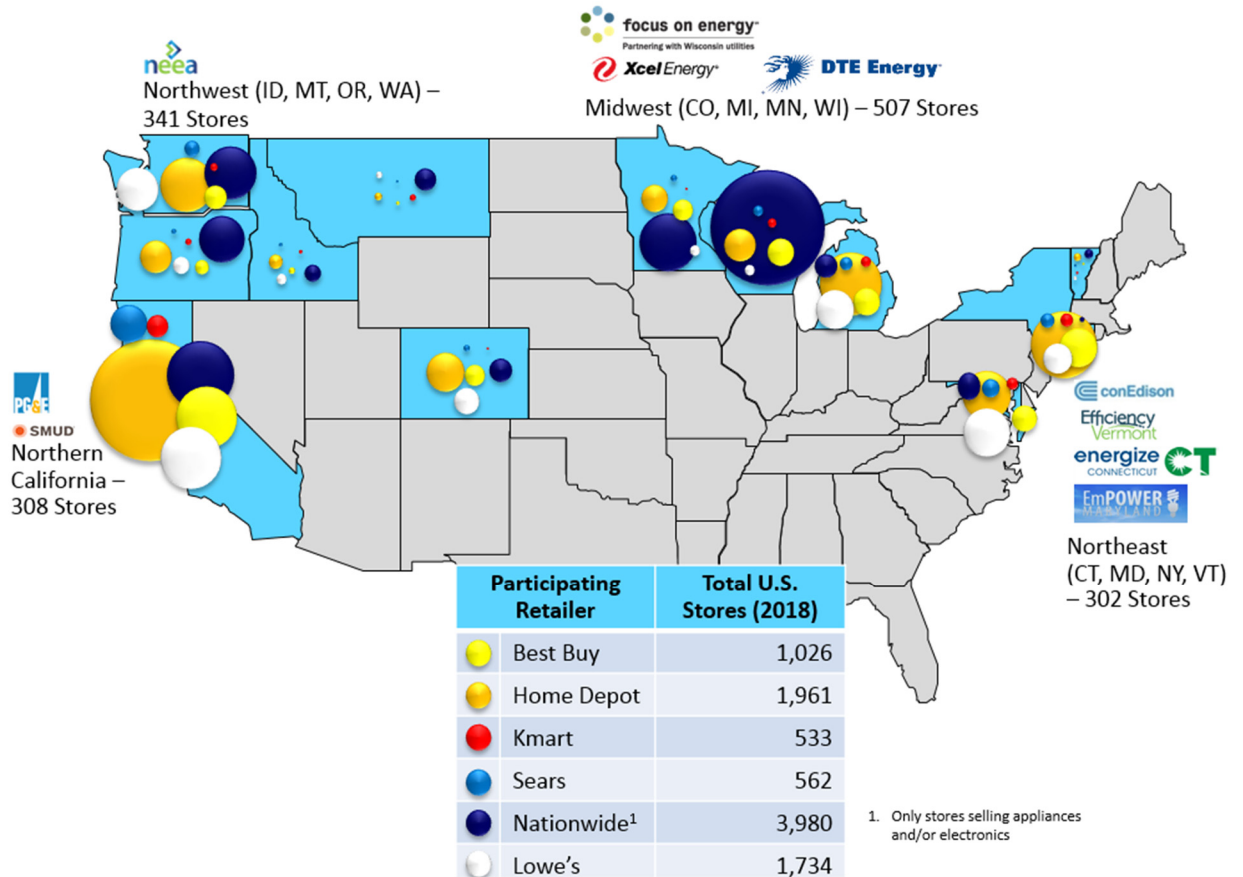 neea
Northwest (ID, MT, OR, WA) –
341 Stores
focus on energy
Partnering with Wisconsin utilities
Xcel Energy®
DTE Energy
Midwest (CO, MI, MN, WI) – 507 Stores
PG&E
SMUD
Northern
California –
308 Stores
conEdison
Efficiency
Vermont
energize CT
CONNECTICUT
EmPOWER
MARYLAND
Northeast
(CT, MD, NY, VT)
– 302 Stores
Participating Retailer Total U.S. Stores (2018)
Best Buy 1,026
Home Depot 1,961
Kmart 533
Sears 562
Nationwide¹ 3,980
Lowe's 1,734
1. Only stores selling appliances
and/or electronics